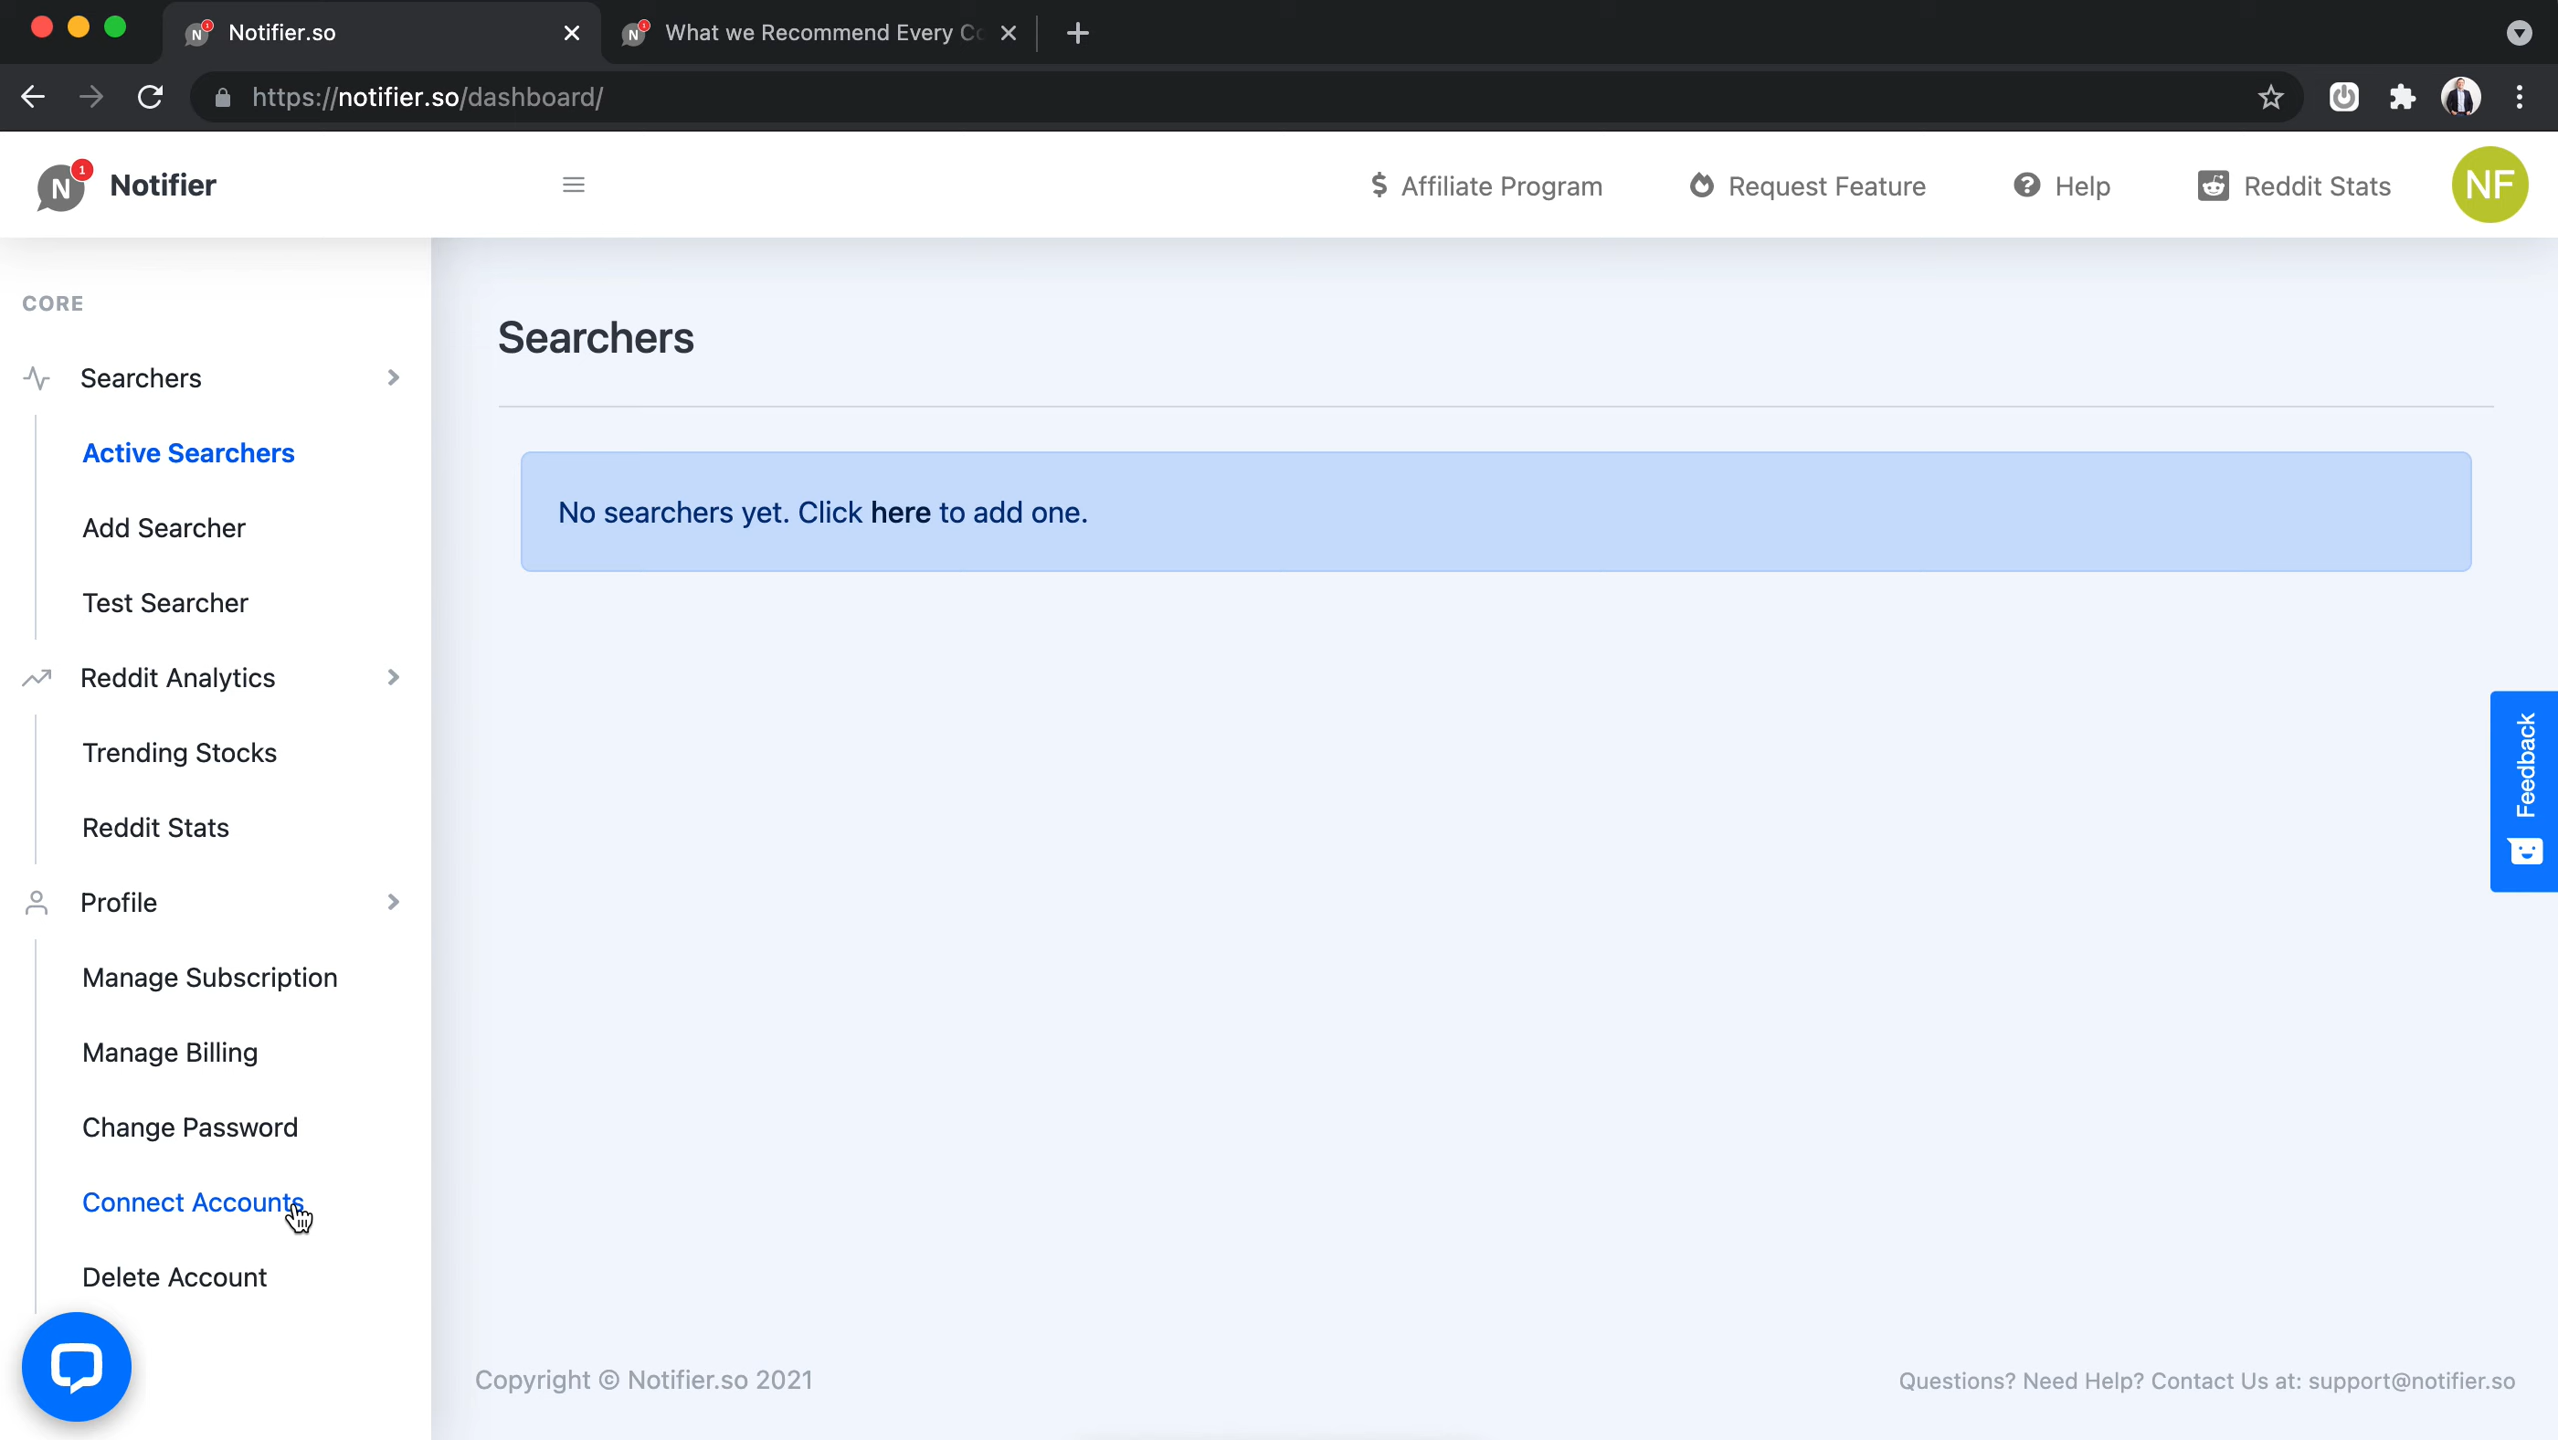 Notifier.so
What we Recommend Every Co
https://notifier.so/dashboard/
N 1 Notifier
$ Affiliate Program
Request Feature
Help
Reddit Stats
NF
CORE
Searchers
Active Searchers
Add Searcher
Test Searcher
Reddit Analytics
Trending Stocks
Reddit Stats
Profile
Manage Subscription
Manage Billing
Change Password
Connect Accounts
Delete Account
Searchers
No searchers yet. Click here to add one.
Feedback
Copyright © Notifier.so 2021
Questions? Need Help? Contact Us at: support@notifier.so